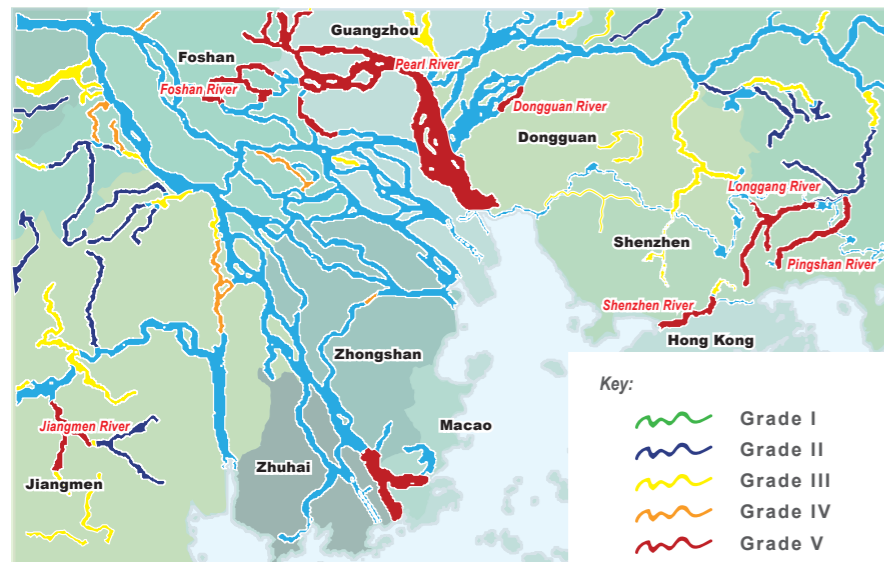 Guangzhou
Foshan
Pearl River
Foshan River
Dongguan River
Dongguan
Longgang River
Shenzhen
Pingshan River
Shenzhen River
Hong Kong
Zhongshan
Key:
Grade I
Macao
Jiangmen River
Grade II
Zhuhai
Jiangmen
Grade III
Grade IV
Grade V